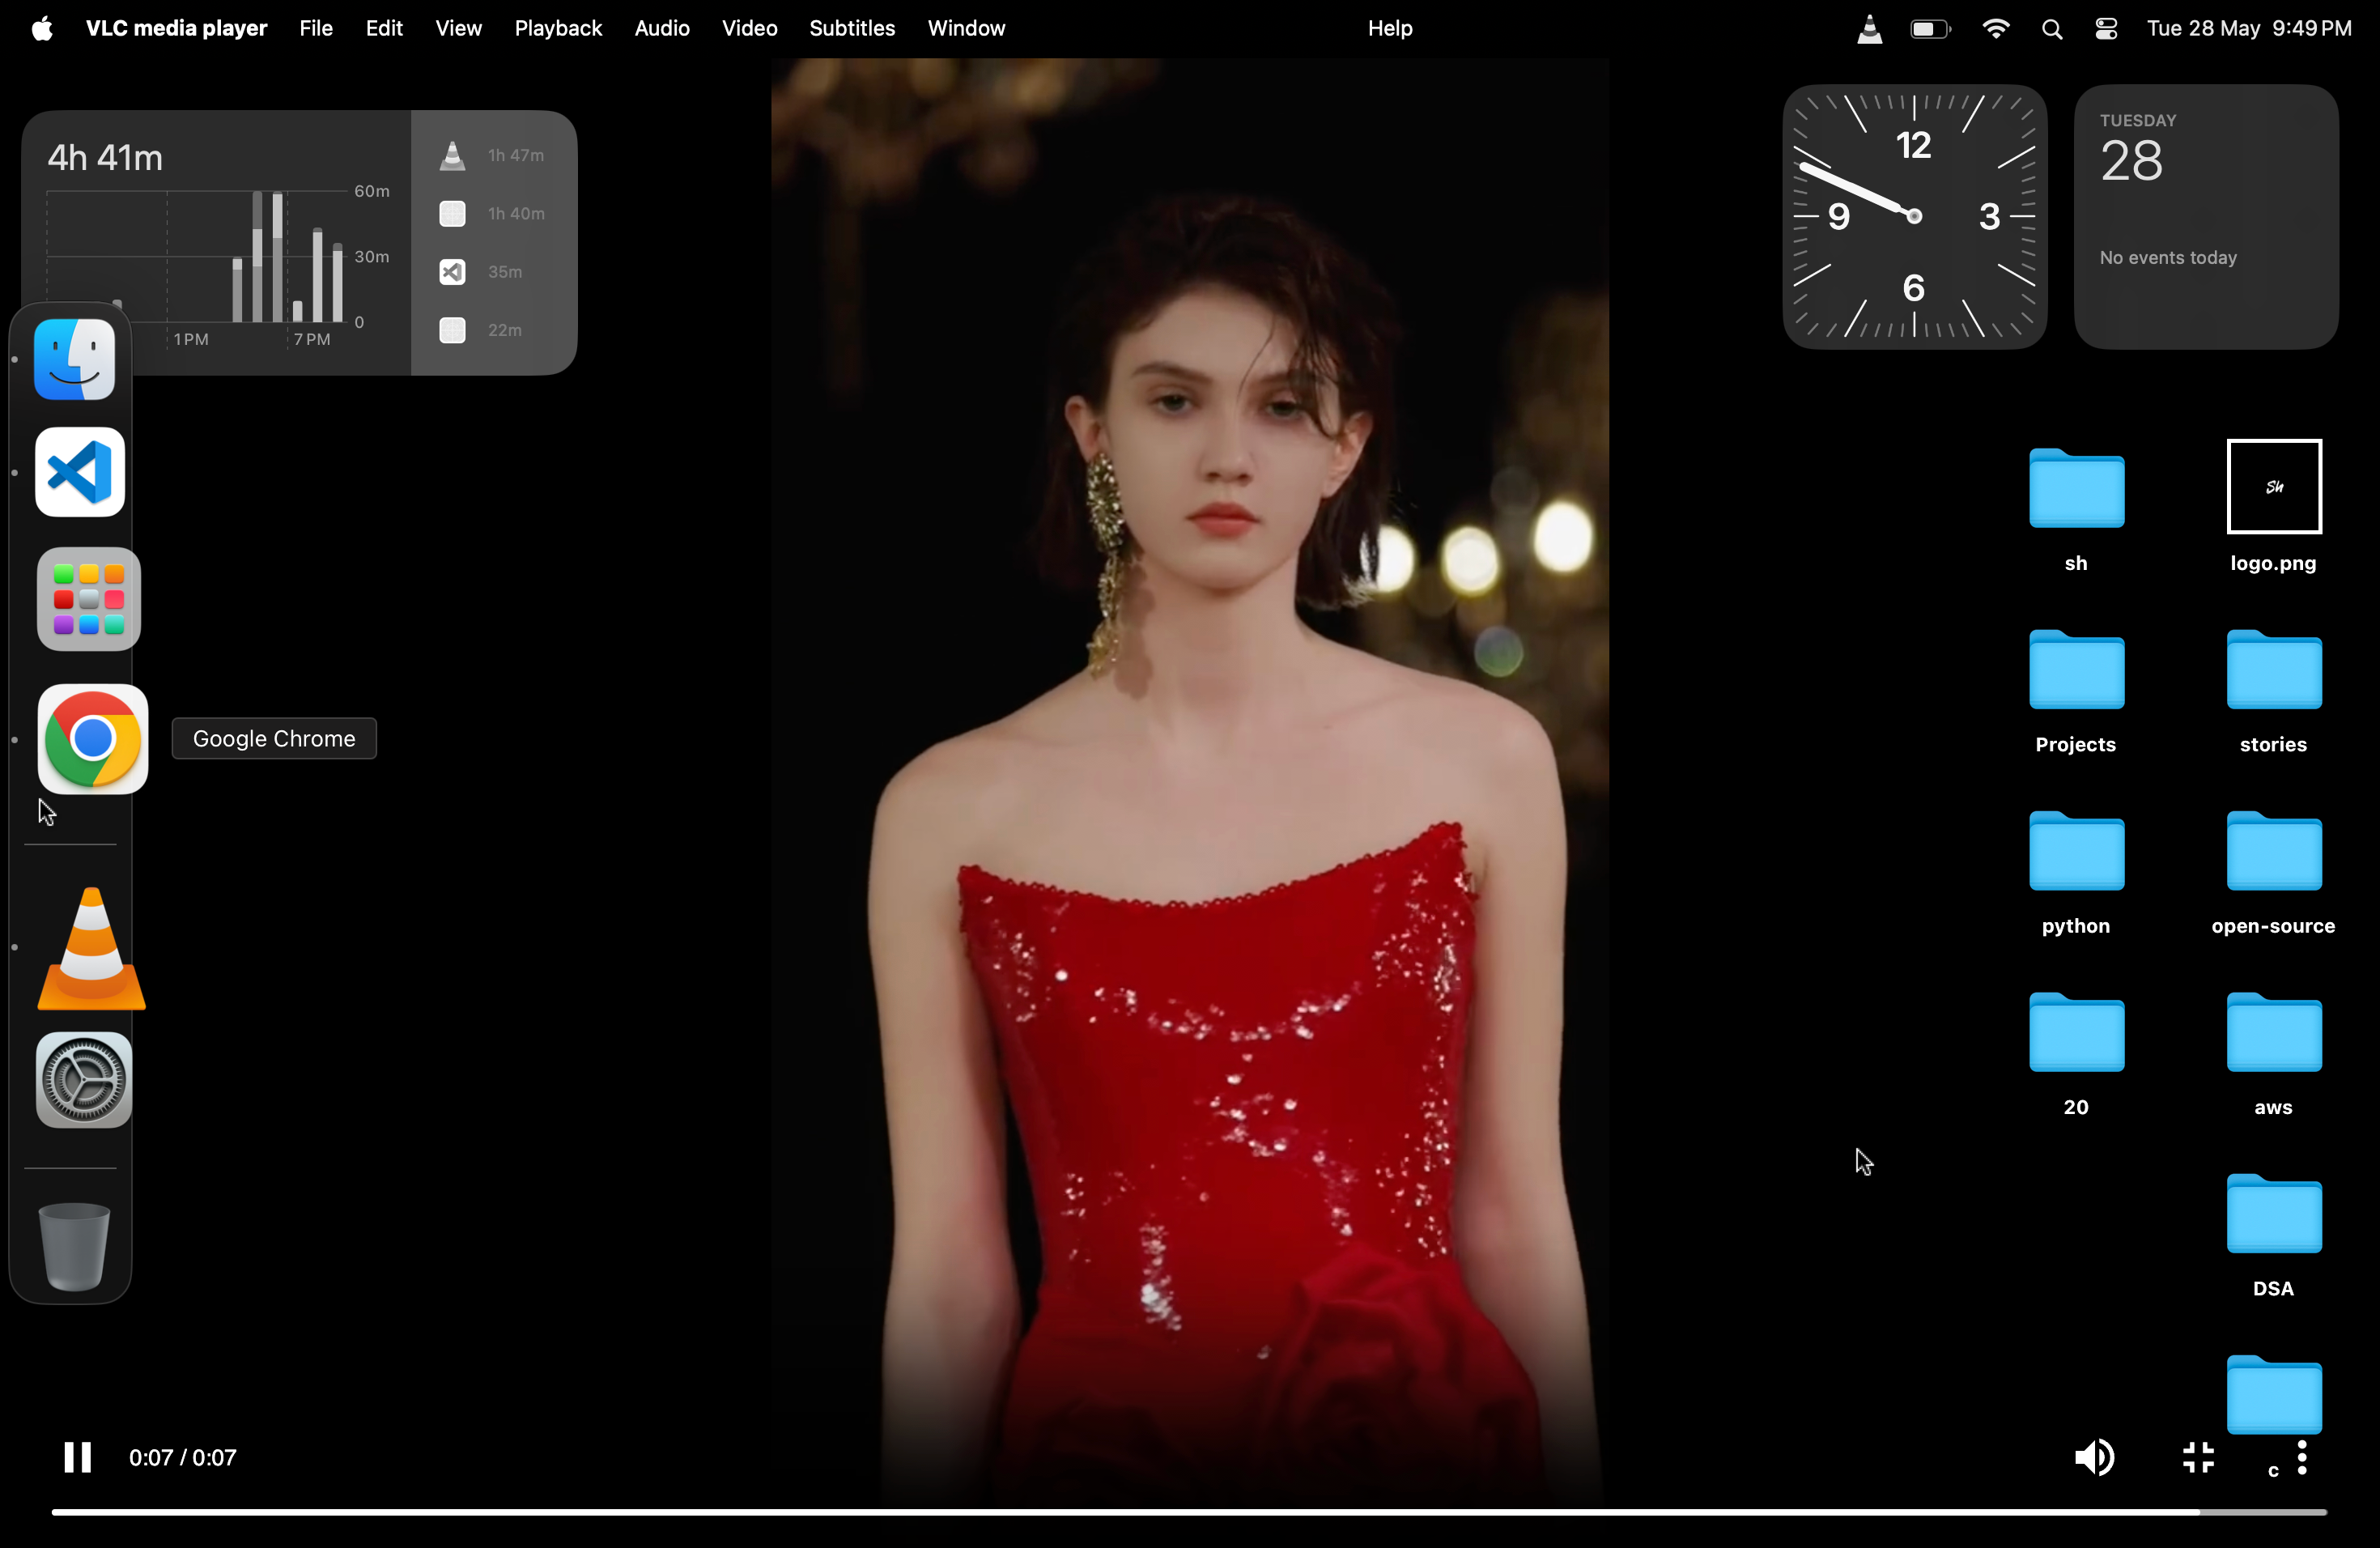 VLC media player File Edit View Playback Audio Video Subtitles Window Help Tue 28 May 9:49 PM
4h 41m
60m
30m
0
1 PM 7 PM
1h 47m
1h 40m
35m
22m
12
9 3
6
TUESDAY
28
No events today
Google Chrome
Sh
sh logo.png
Projects stories
python open-source
20 aws
DSA
c
0:07 / 0:07